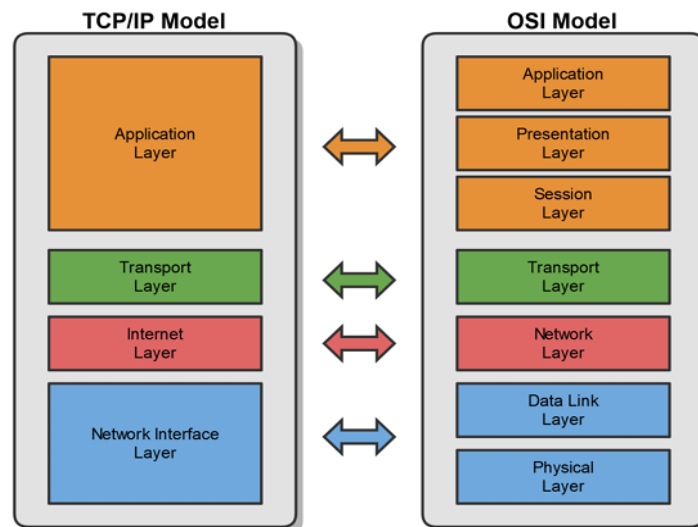 TCP/IP Model
Application
Layer
Transport
Layer
Internet
Layer
Network Interface
Layer
OSI Model
Application
Layer
Presentation
Layer
Session
Layer
Transport
Layer
Network
Layer
Data Link
Layer
Physical
Layer